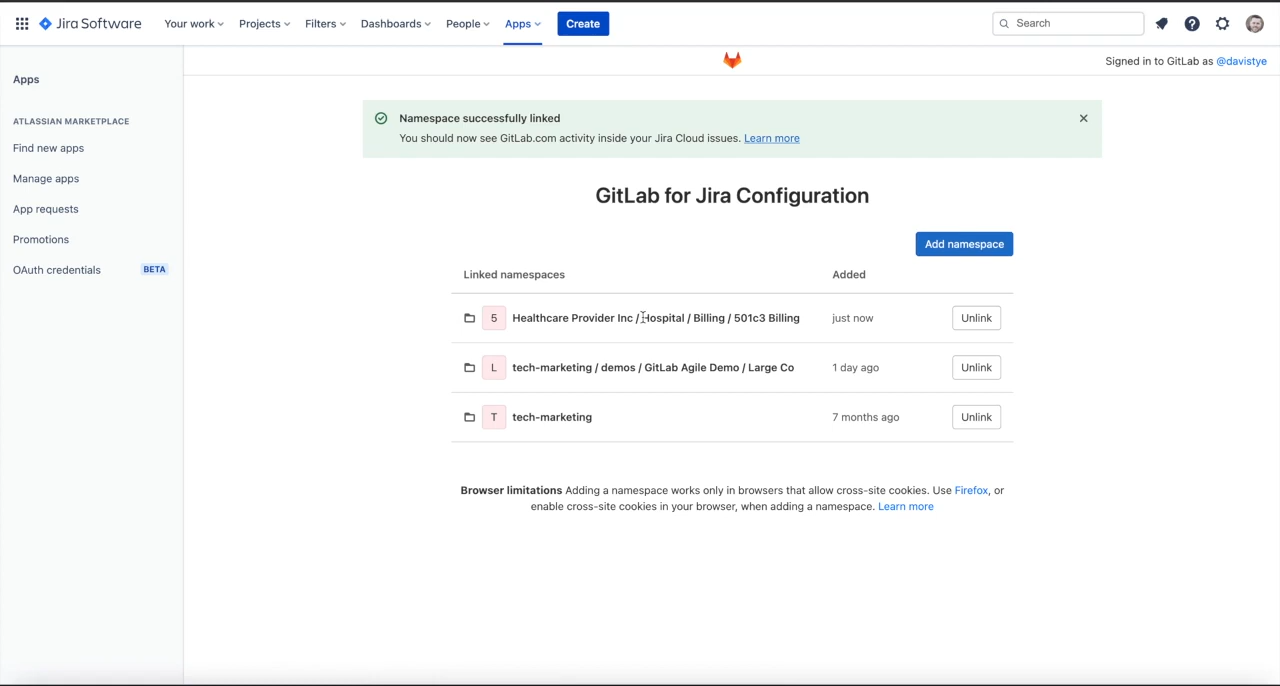 Jira Software Your work Projects Filters Dashboards People Apps Create Search
Signed in to GitLab as @davistye
Apps
ATLASSIAN MARKETPLACE
Find new apps
Manage apps
App requests
Promotions
OAuth credentials BETA
Namespace successfully linked
You should now see GitLab.com activity inside your Jira Cloud issues. Learn more
GitLab for Jira Configuration
Add namespace
Linked namespaces Added
5 Healthcare Provider Inc / Hospital / Billing / 501c3 Billing just now Unlink
L tech-marketing / demos / GitLab Agile Demo / Large Co 1 day ago Unlink
T tech-marketing 7 months ago Unlink
Browser limitations Adding a namespace works only in browsers that allow cross-site cookies. Use Firefox, or
enable cross-site cookies in your browser, when adding a namespace. Learn more